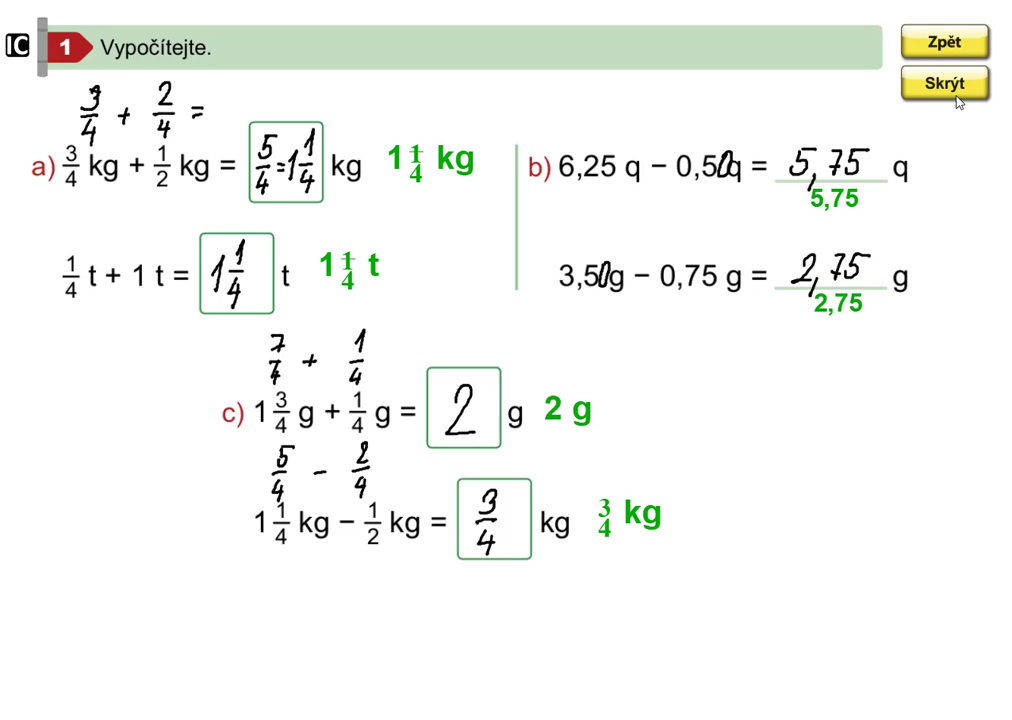 IC 1 Vypočítejte. Zpět
Skrýt
3/4 + 2/4 =
a) 3/4 kg + 1/2 kg = 5/4 = 1 1/4 kg 1 1/4 kg
1/4 t + 1 t = 1 1/4 t 1 1/4 t
b) 6,25 q − 0,50q = 5,75 q
5,75
3,50g − 0,75 g = 2,75 g
2,75
7/4 + 1/4
c) 1 3/4 g + 1/4 g = 2 g 2 g
5/4 − 2/4
1 1/4 kg − 1/2 kg = 3/4 kg 3/4 kg